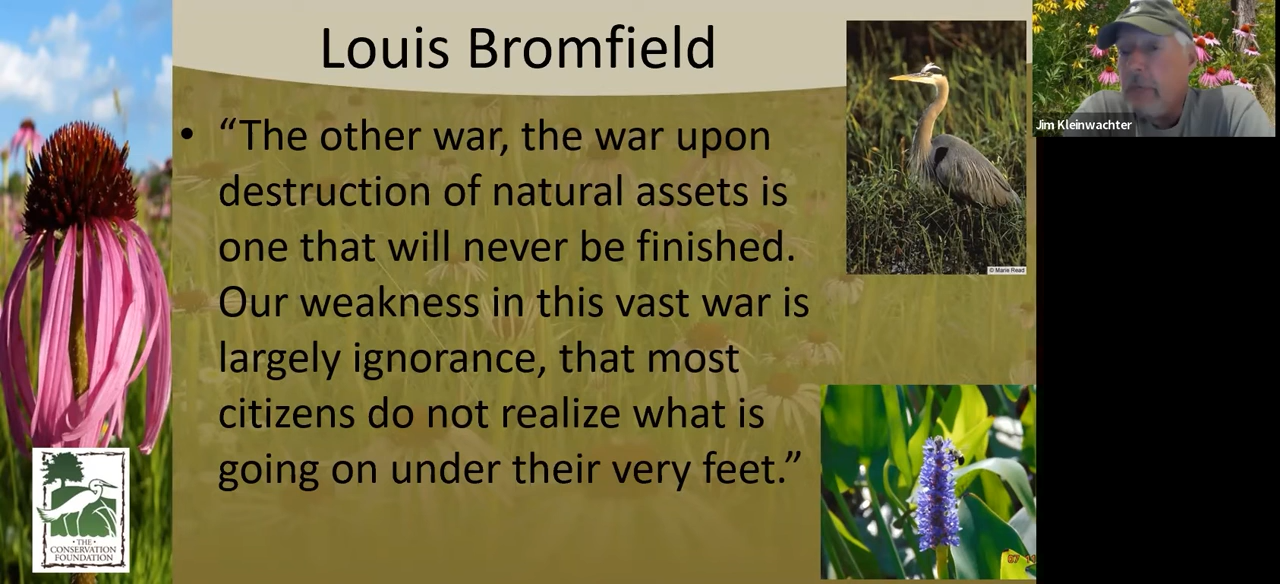 Louis Bromfield
• “The other war, the war upon
destruction of natural assets is
one that will never be finished.
Our weakness in this vast war is
largely ignorance, that most
citizens do not realize what is
going on under their very feet.”
© Marie Read
Jim Kleinwachter
• THE •
CONSERVATION
FOUNDATION